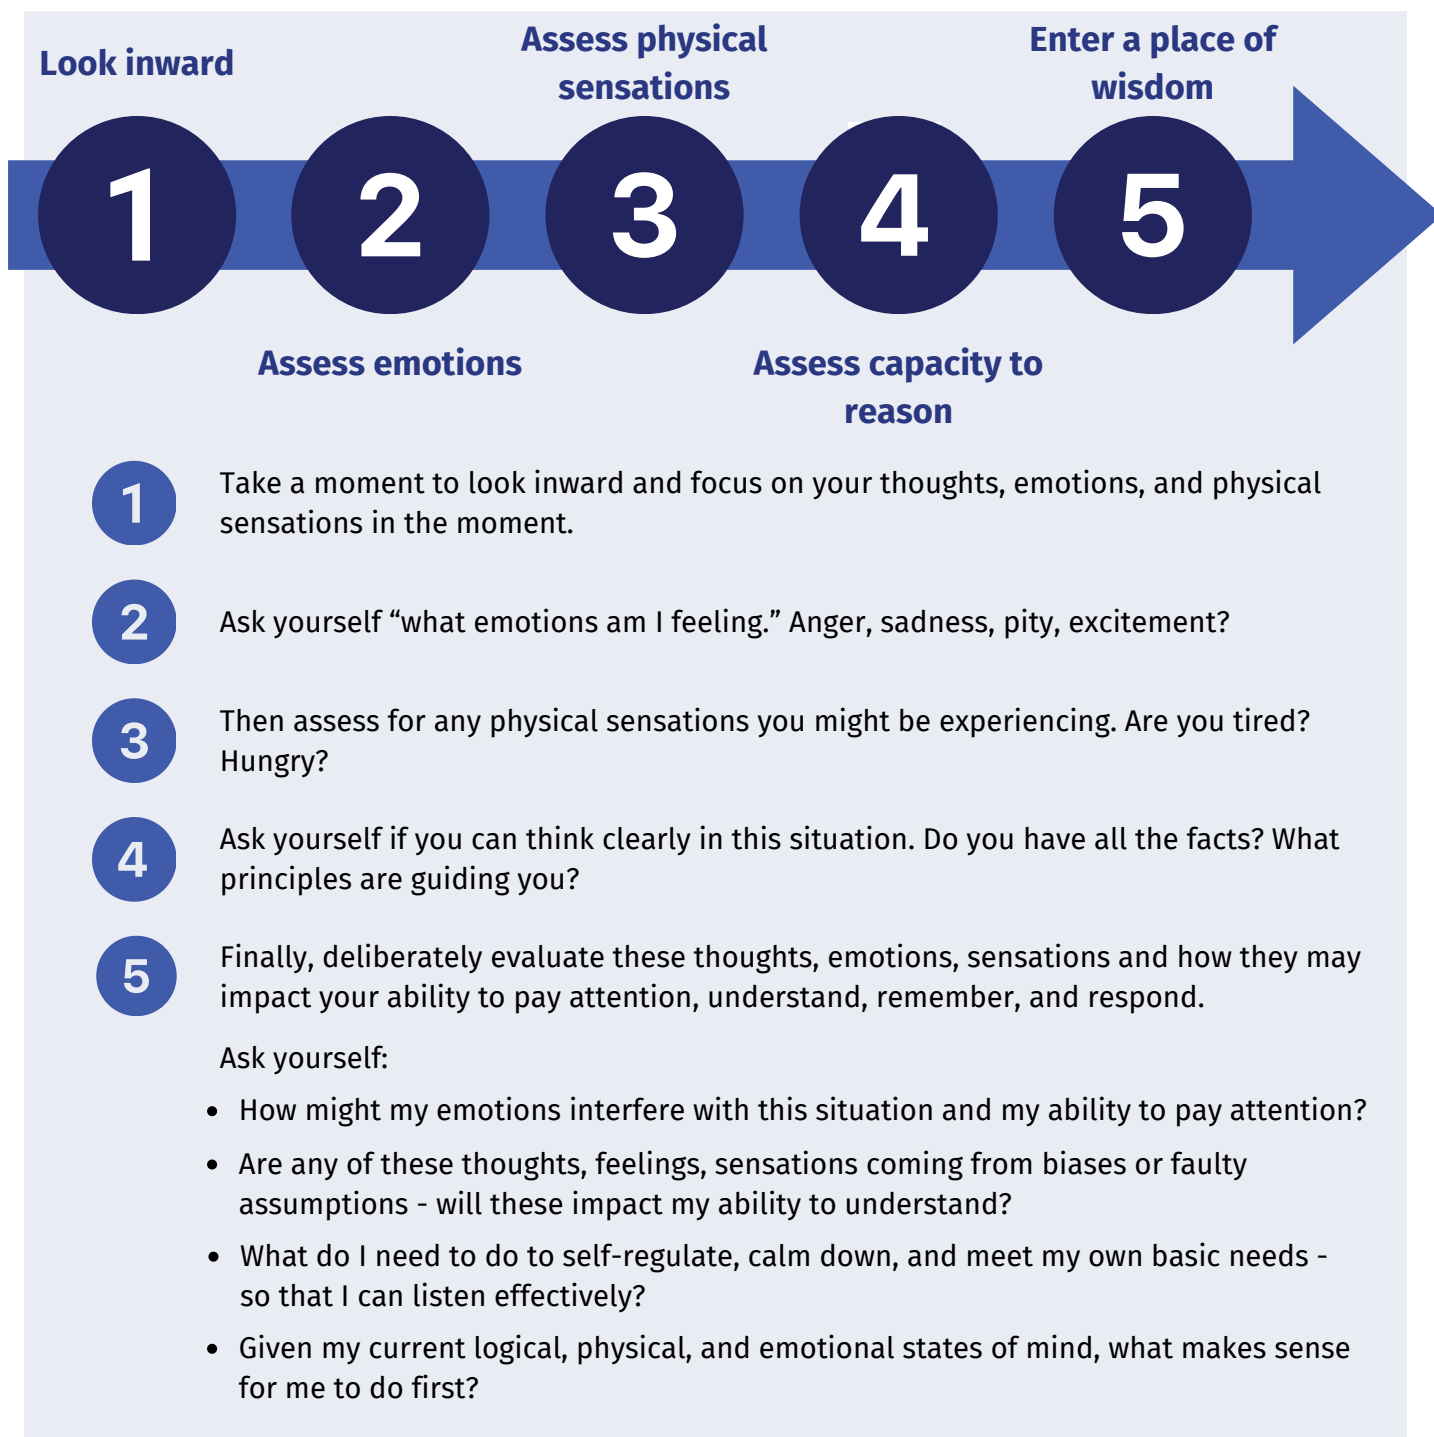 Look inward
Assess physical
sensations
Enter a place of
wisdom
1
2
3
4
5
Assess emotions
Assess capacity to
reason
1
Take a moment to look inward and focus on your thoughts, emotions, and physical
sensations in the moment.
2
Ask yourself “what emotions am I feeling.” Anger, sadness, pity, excitement?
3
Then assess for any physical sensations you might be experiencing. Are you tired?
Hungry?
4
Ask yourself if you can think clearly in this situation. Do you have all the facts? What
principles are guiding you?
5
Finally, deliberately evaluate these thoughts, emotions, sensations and how they may
impact your ability to pay attention, understand, remember, and respond.
Ask yourself:
• How might my emotions interfere with this situation and my ability to pay attention?
• Are any of these thoughts, feelings, sensations coming from biases or faulty
assumptions - will these impact my ability to understand?
• What do I need to do to self-regulate, calm down, and meet my own basic needs -
so that I can listen effectively?
• Given my current logical, physical, and emotional states of mind, what makes sense
for me to do first?